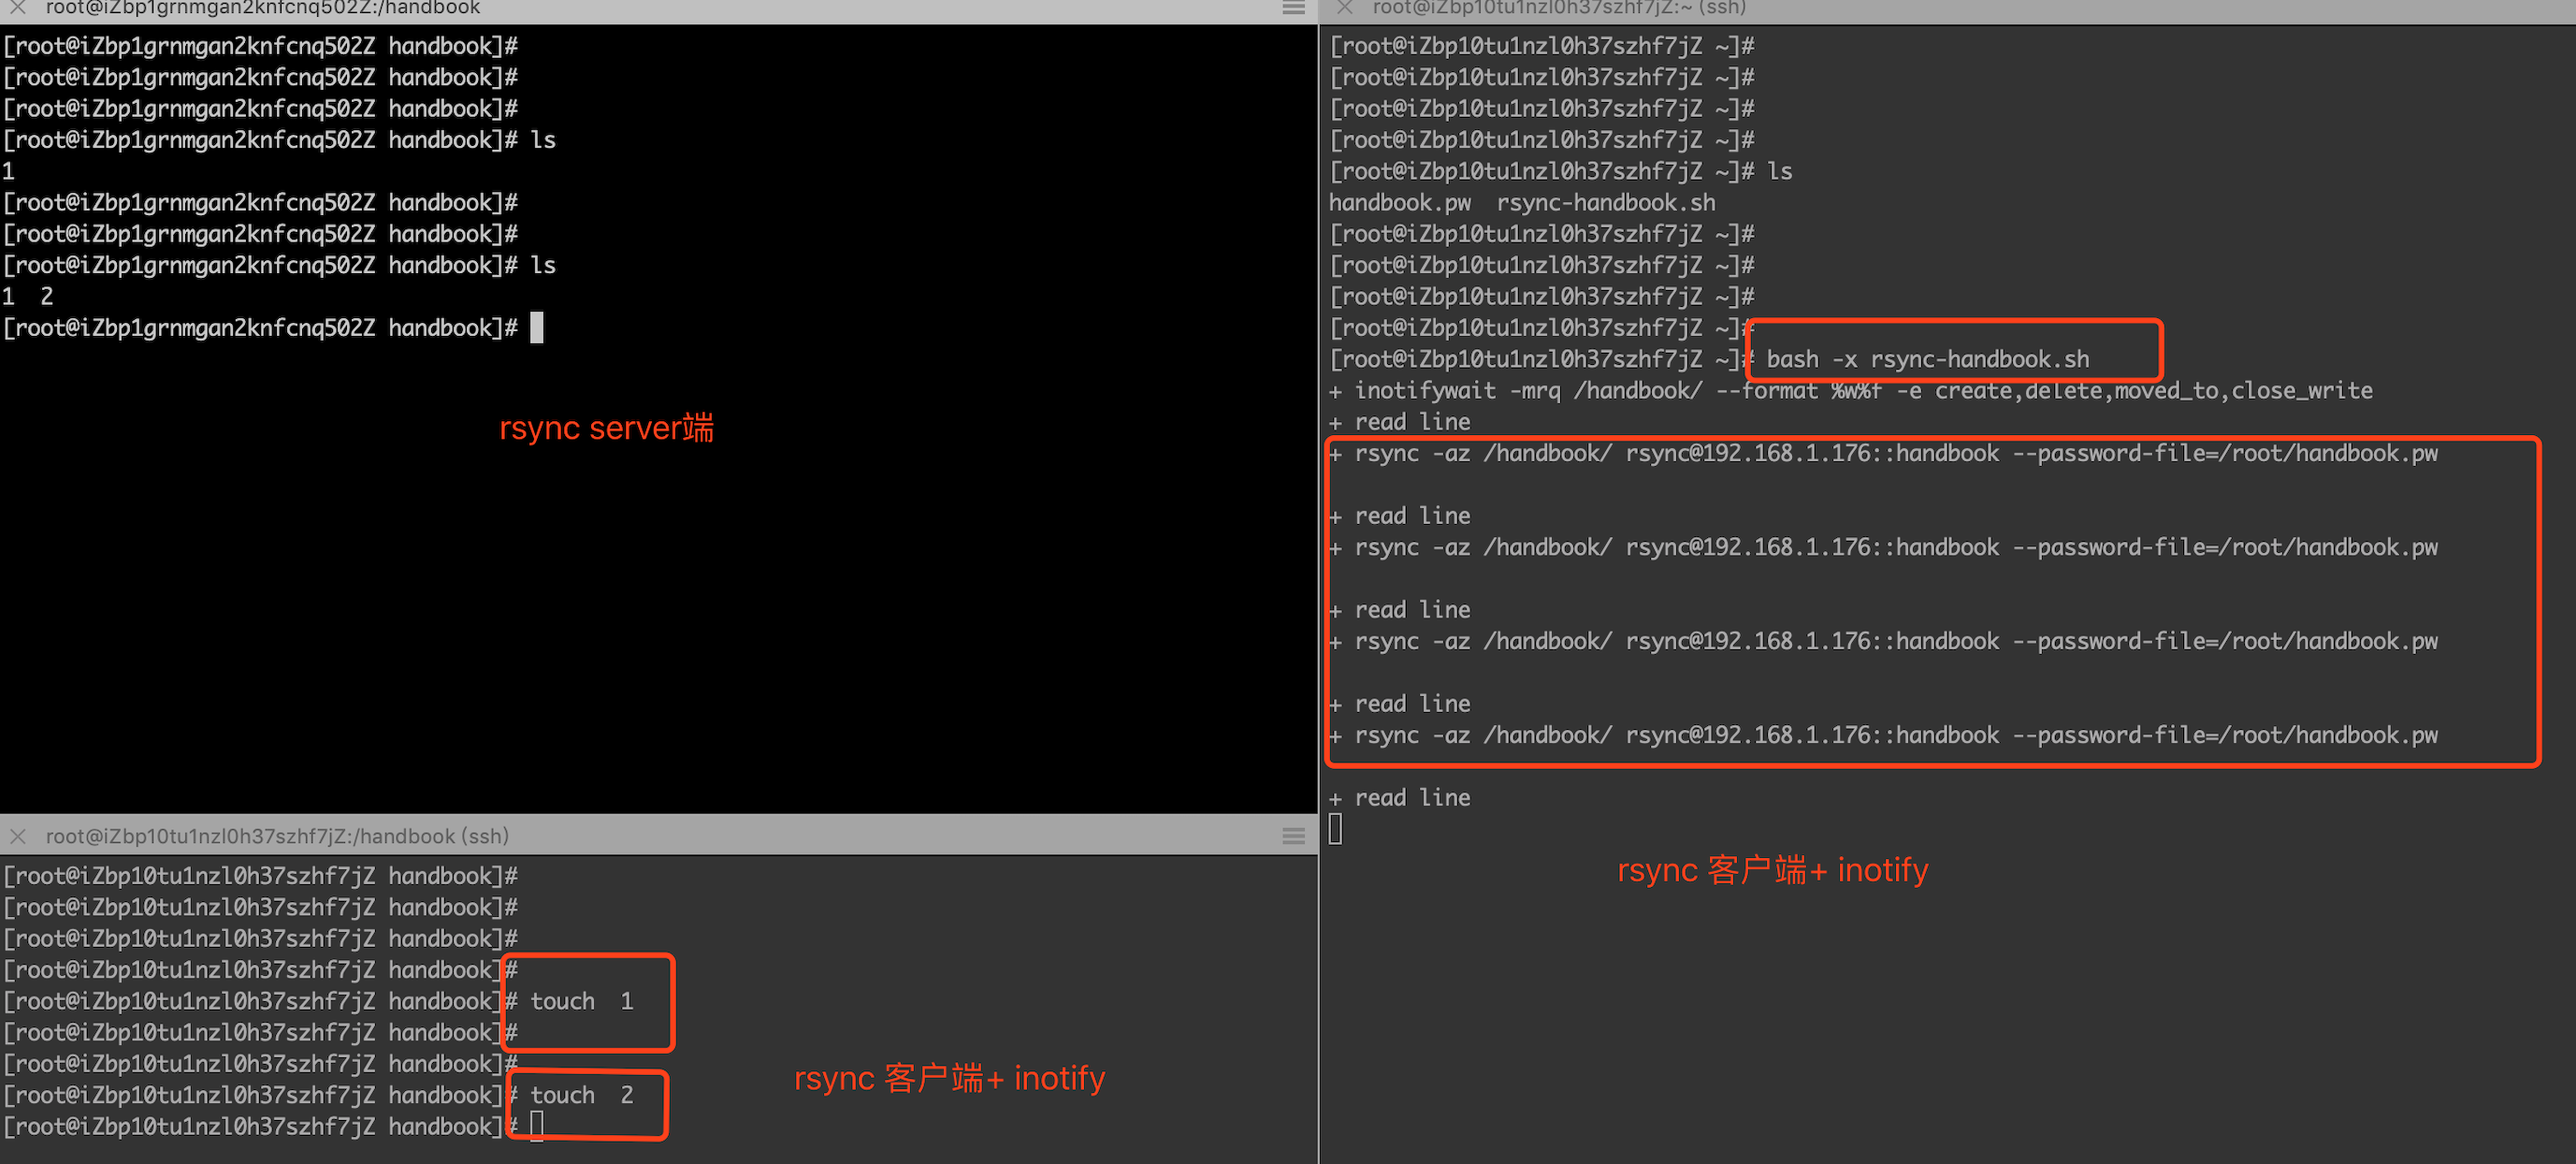 root@iZbp1grnmgan2knfcnq502Z:/handbook
[root@iZbp1grnmgan2knfcnq502Z handbook]#
[root@iZbp1grnmgan2knfcnq502Z handbook]#
[root@iZbp1grnmgan2knfcnq502Z handbook]#
[root@iZbp1grnmgan2knfcnq502Z handbook]# ls
1
[root@iZbp1grnmgan2knfcnq502Z handbook]#
[root@iZbp1grnmgan2knfcnq502Z handbook]#
[root@iZbp1grnmgan2knfcnq502Z handbook]# ls
1  2
[root@iZbp1grnmgan2knfcnq502Z handbook]#
rsync server端
root@iZbp10tu1nzl0h37szhf7jZ:/handbook (ssh)
[root@iZbp10tu1nzl0h37szhf7jZ handbook]#
[root@iZbp10tu1nzl0h37szhf7jZ handbook]#
[root@iZbp10tu1nzl0h37szhf7jZ handbook]#
[root@iZbp10tu1nzl0h37szhf7jZ handbook]#
[root@iZbp10tu1nzl0h37szhf7jZ handbook]# touch  1
[root@iZbp10tu1nzl0h37szhf7jZ handbook]#
[root@iZbp10tu1nzl0h37szhf7jZ handbook]#
[root@iZbp10tu1nzl0h37szhf7jZ handbook]# touch  2
[root@iZbp10tu1nzl0h37szhf7jZ handbook]#
rsync 客户端+ inotify
root@iZbp10tu1nzl0h37szhf7jZ:~ (ssh)
[root@iZbp10tu1nzl0h37szhf7jZ ~]#
[root@iZbp10tu1nzl0h37szhf7jZ ~]#
[root@iZbp10tu1nzl0h37szhf7jZ ~]#
[root@iZbp10tu1nzl0h37szhf7jZ ~]#
[root@iZbp10tu1nzl0h37szhf7jZ ~]# ls
handbook.pw  rsync-handbook.sh
[root@iZbp10tu1nzl0h37szhf7jZ ~]#
[root@iZbp10tu1nzl0h37szhf7jZ ~]#
[root@iZbp10tu1nzl0h37szhf7jZ ~]#
[root@iZbp10tu1nzl0h37szhf7jZ ~]#
[root@iZbp10tu1nzl0h37szhf7jZ ~]# bash -x rsync-handbook.sh
+ inotifywait -mrq /handbook/ --format %w%f -e create,delete,moved_to,close_write
+ read line
+ rsync -az /handbook/ rsync@192.168.1.176::handbook --password-file=/root/handbook.pw
+ read line
+ rsync -az /handbook/ rsync@192.168.1.176::handbook --password-file=/root/handbook.pw
+ read line
+ rsync -az /handbook/ rsync@192.168.1.176::handbook --password-file=/root/handbook.pw
+ read line
+ rsync -az /handbook/ rsync@192.168.1.176::handbook --password-file=/root/handbook.pw
+ read line
rsync 客户端+ inotify